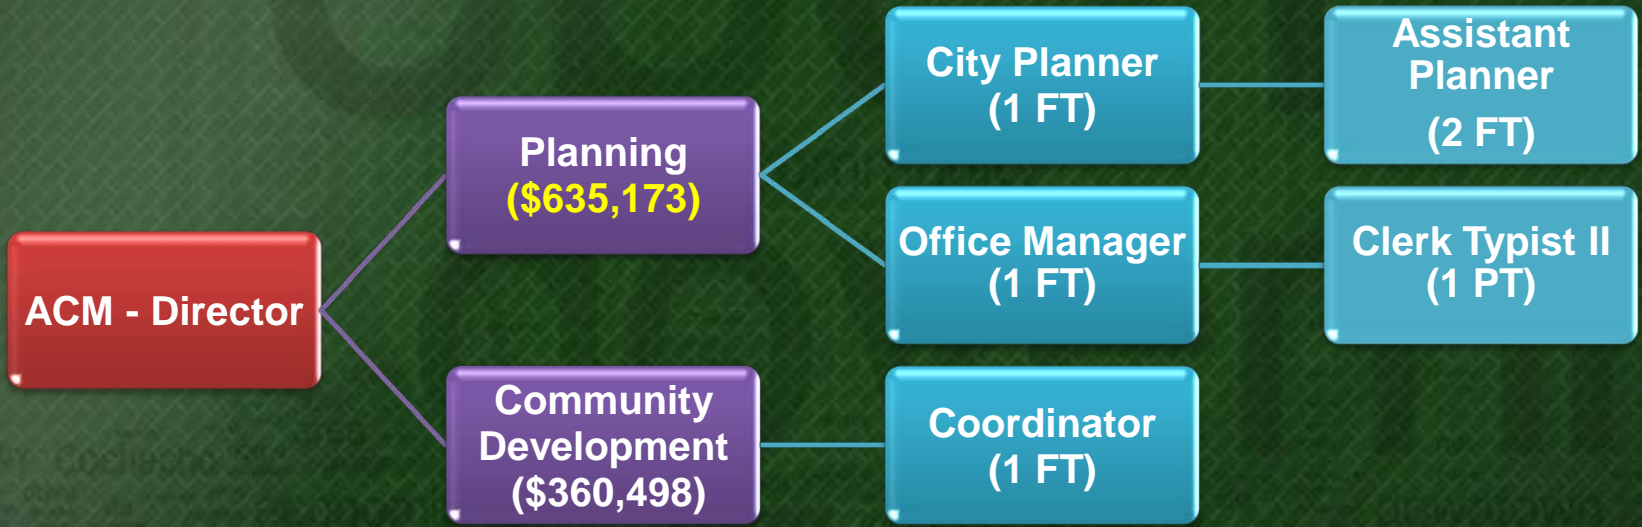 ACM - Director
Planning
($635,173)
Community
Development
($360,498)
City Planner
(1 FT)
Office Manager
(1 FT)
Coordinator
(1 FT)
Assistant
Planner
(2 FT)
Clerk Typist II
(1 PT)